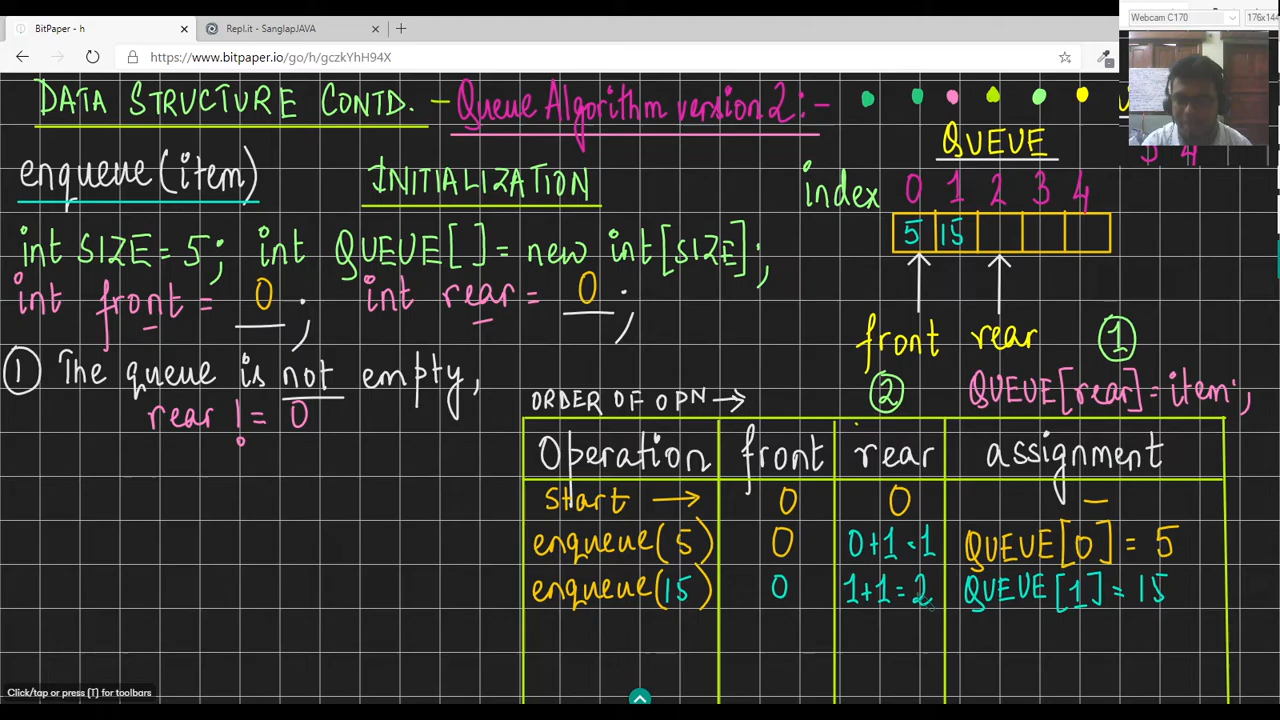 BitPaper - h
Repl.it - SanglapJAVA
Webcam C170
176x14
https://www.bitpaper.io/go/h/gczkYhH94X
DATA STRUCTURE CONTD. - Queue Algorithm version 2:-
QUEUE
enqueue(item)
INITIALIZATION
index 0 1 2 3 4
5 15
int SIZE = 5; int QUEUE[ ] = new int[SIZE];
int front = 0 ; int rear = 0 ;
front rear ①
① The queue is not empty,
rear != 0
ORDER OF OPN → ② QUEUE[rear]=item;
Operation front rear assignment
start → 0 0 —
enqueue(5) 0 0+1=1 QUEUE[0] = 5
enqueue(15) 0 1+1=2 QUEUE[1] = 15
Click/tap or press (T) for toolbars